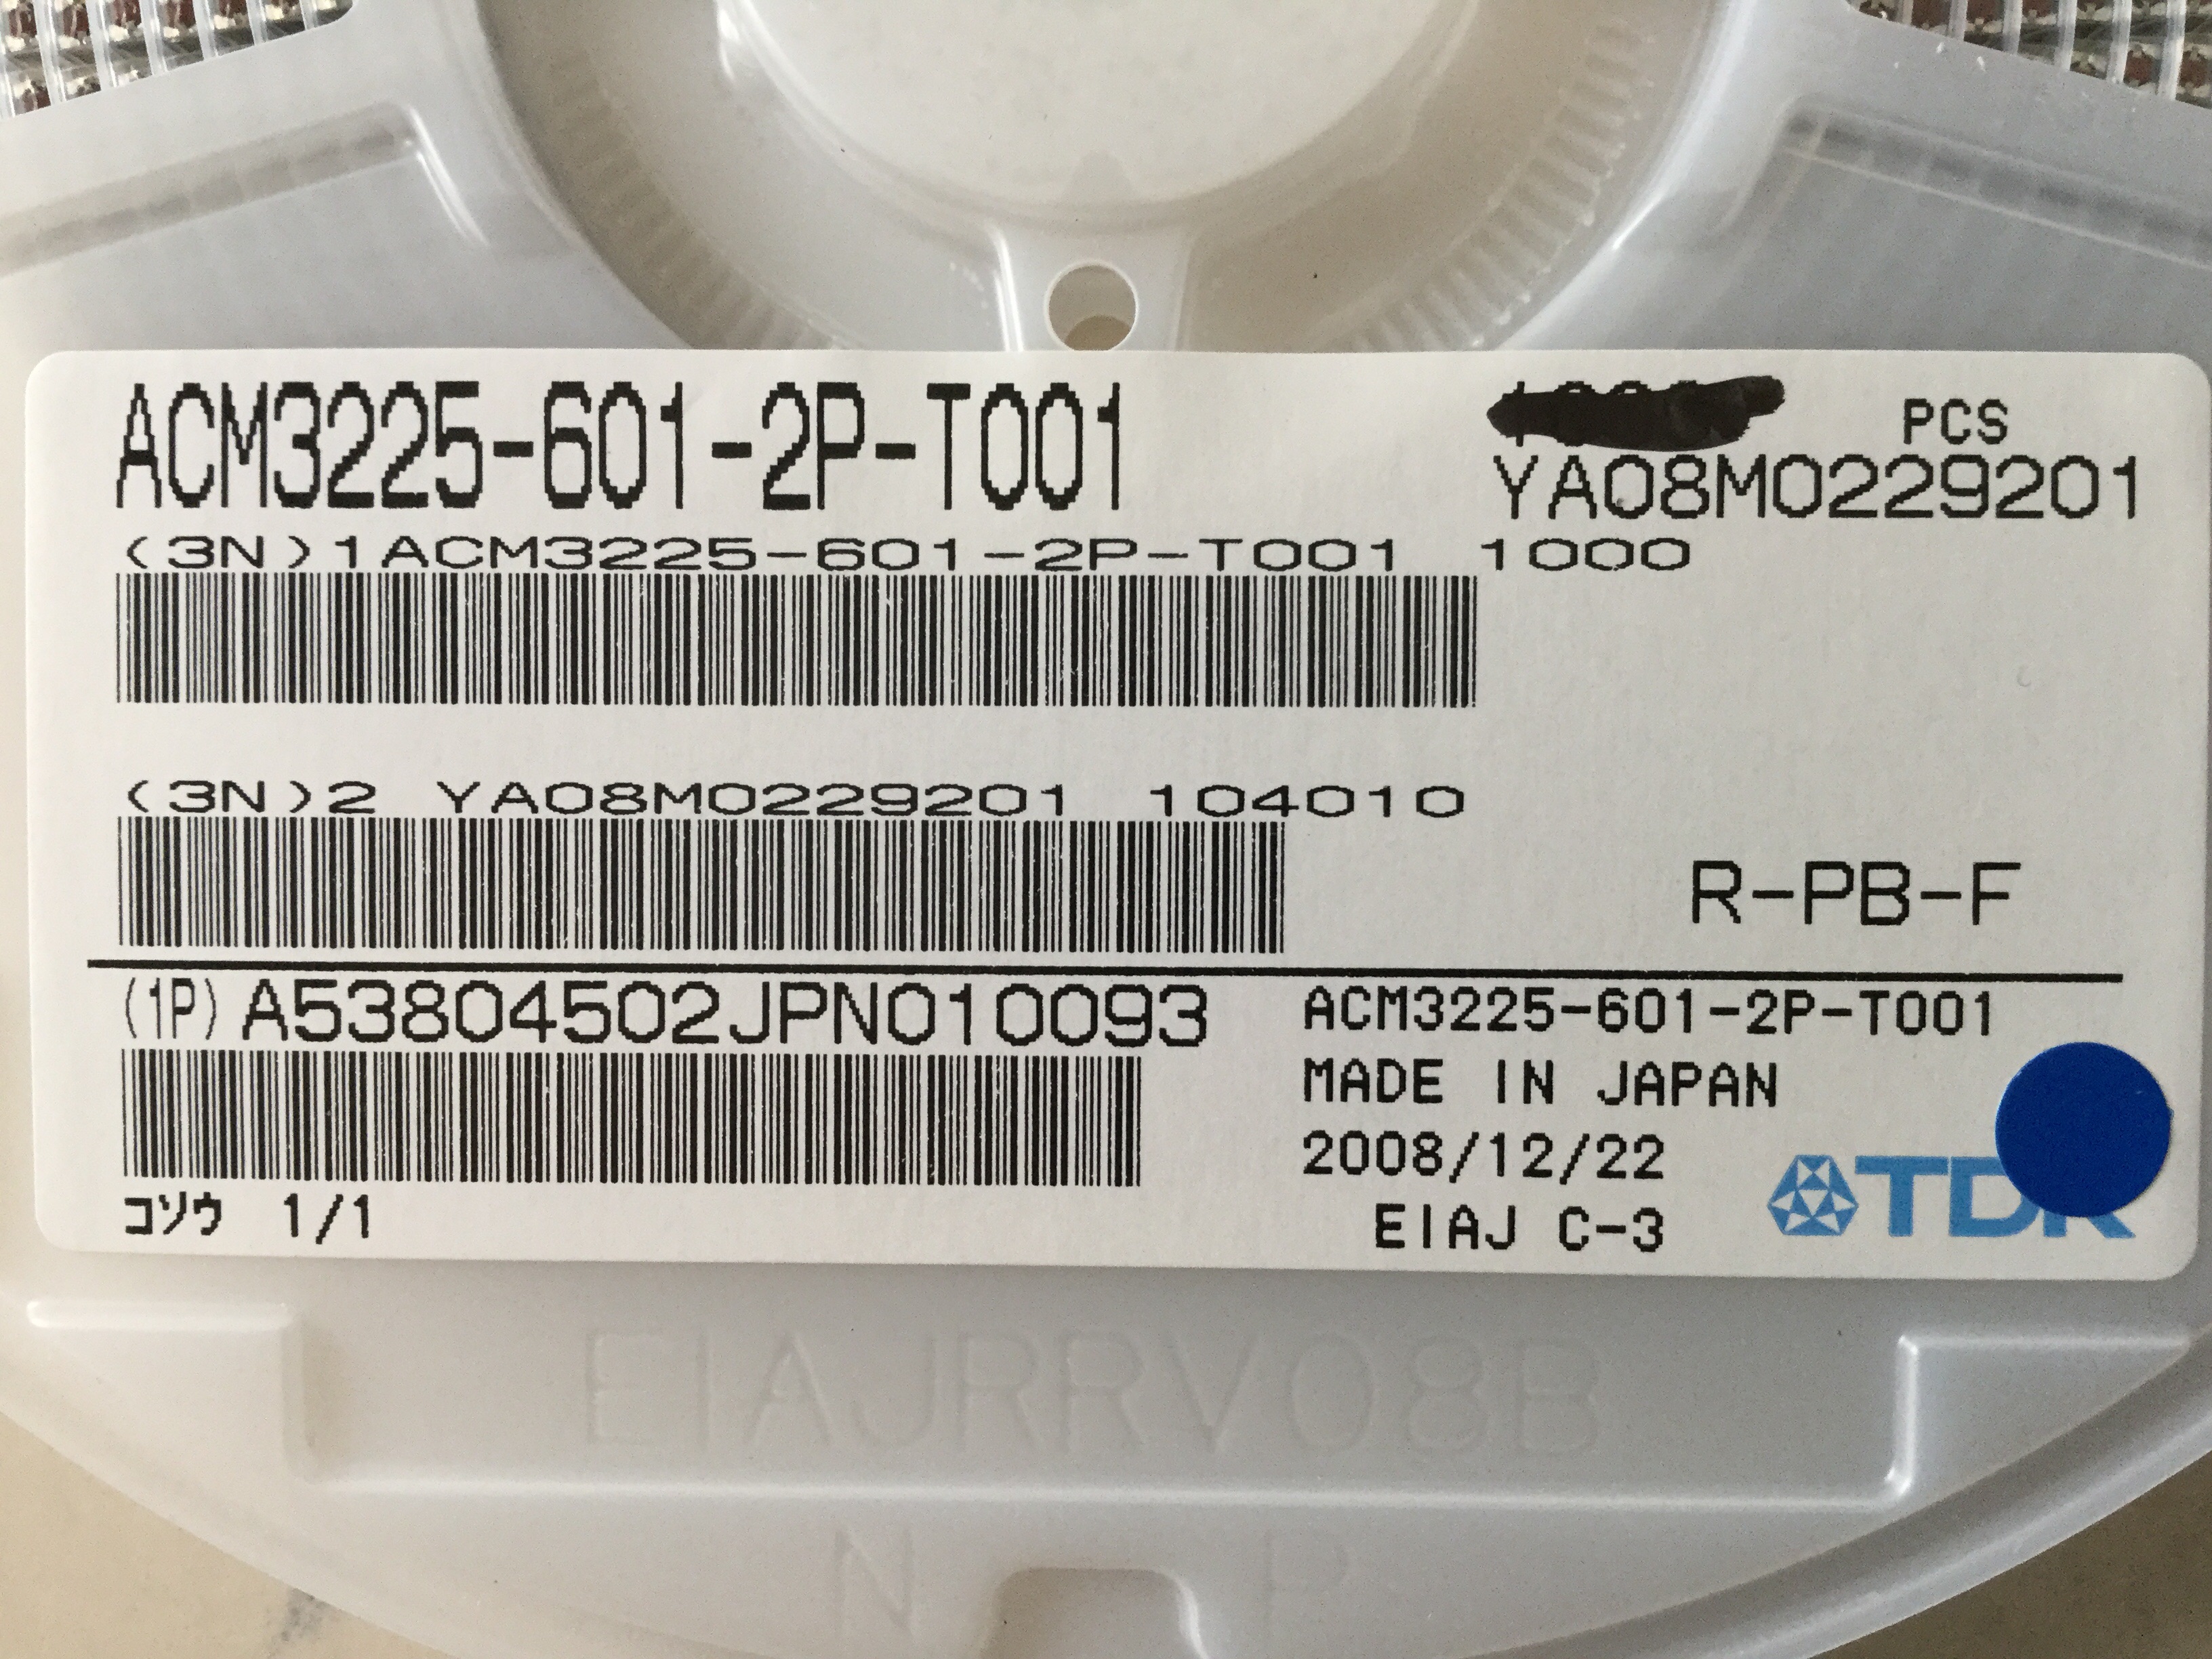 ACM3225-601-2P-T001
PCS
YA08M0229201
(3N)1ACM3225-601-2P-T001 1000
(3N)2 YA08M0229201 104010
R-PB-F
(1P) A53804502JPN010093
ACM3225-601-2P-T001
MADE IN JAPAN
2008/12/22
コソウ 1/1
EIAJ C-3
TDK
EIAJRRV08B
N P